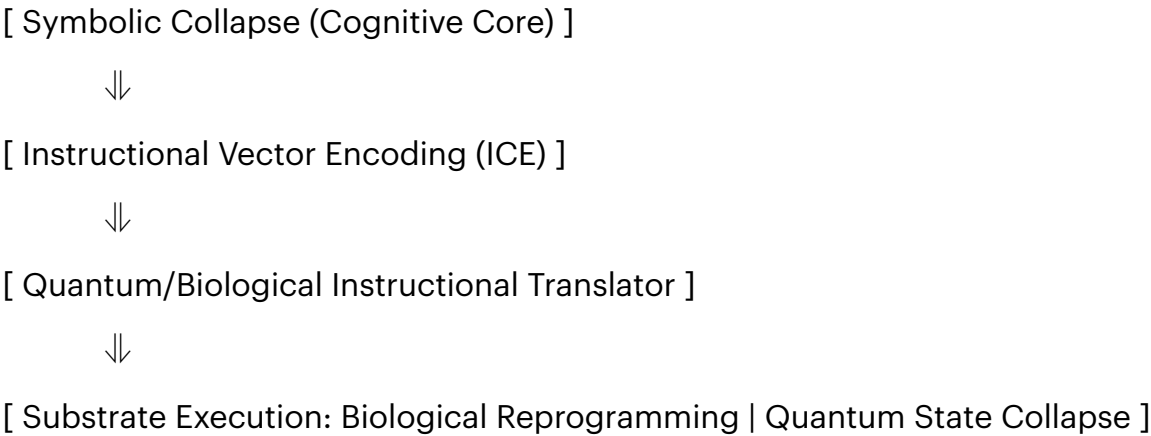 [ Symbolic Collapse (Cognitive Core) ]
⇓
[ Instructional Vector Encoding (ICE) ]
⇓
[ Quantum/Biological Instructional Translator ]
⇓
[ Substrate Execution: Biological Reprogramming | Quantum State Collapse ]